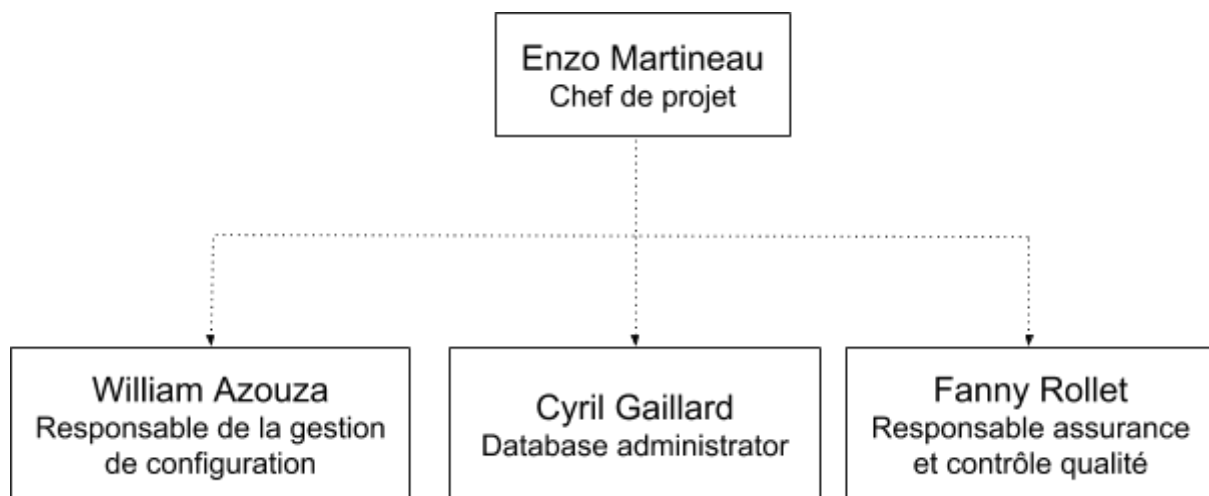 Enzo Martineau
Chef de projet
William Azouza
Responsable de la gestion
de configuration
Cyril Gaillard
Database administrator
Fanny Rollet
Responsable assurance
et contrôle qualité